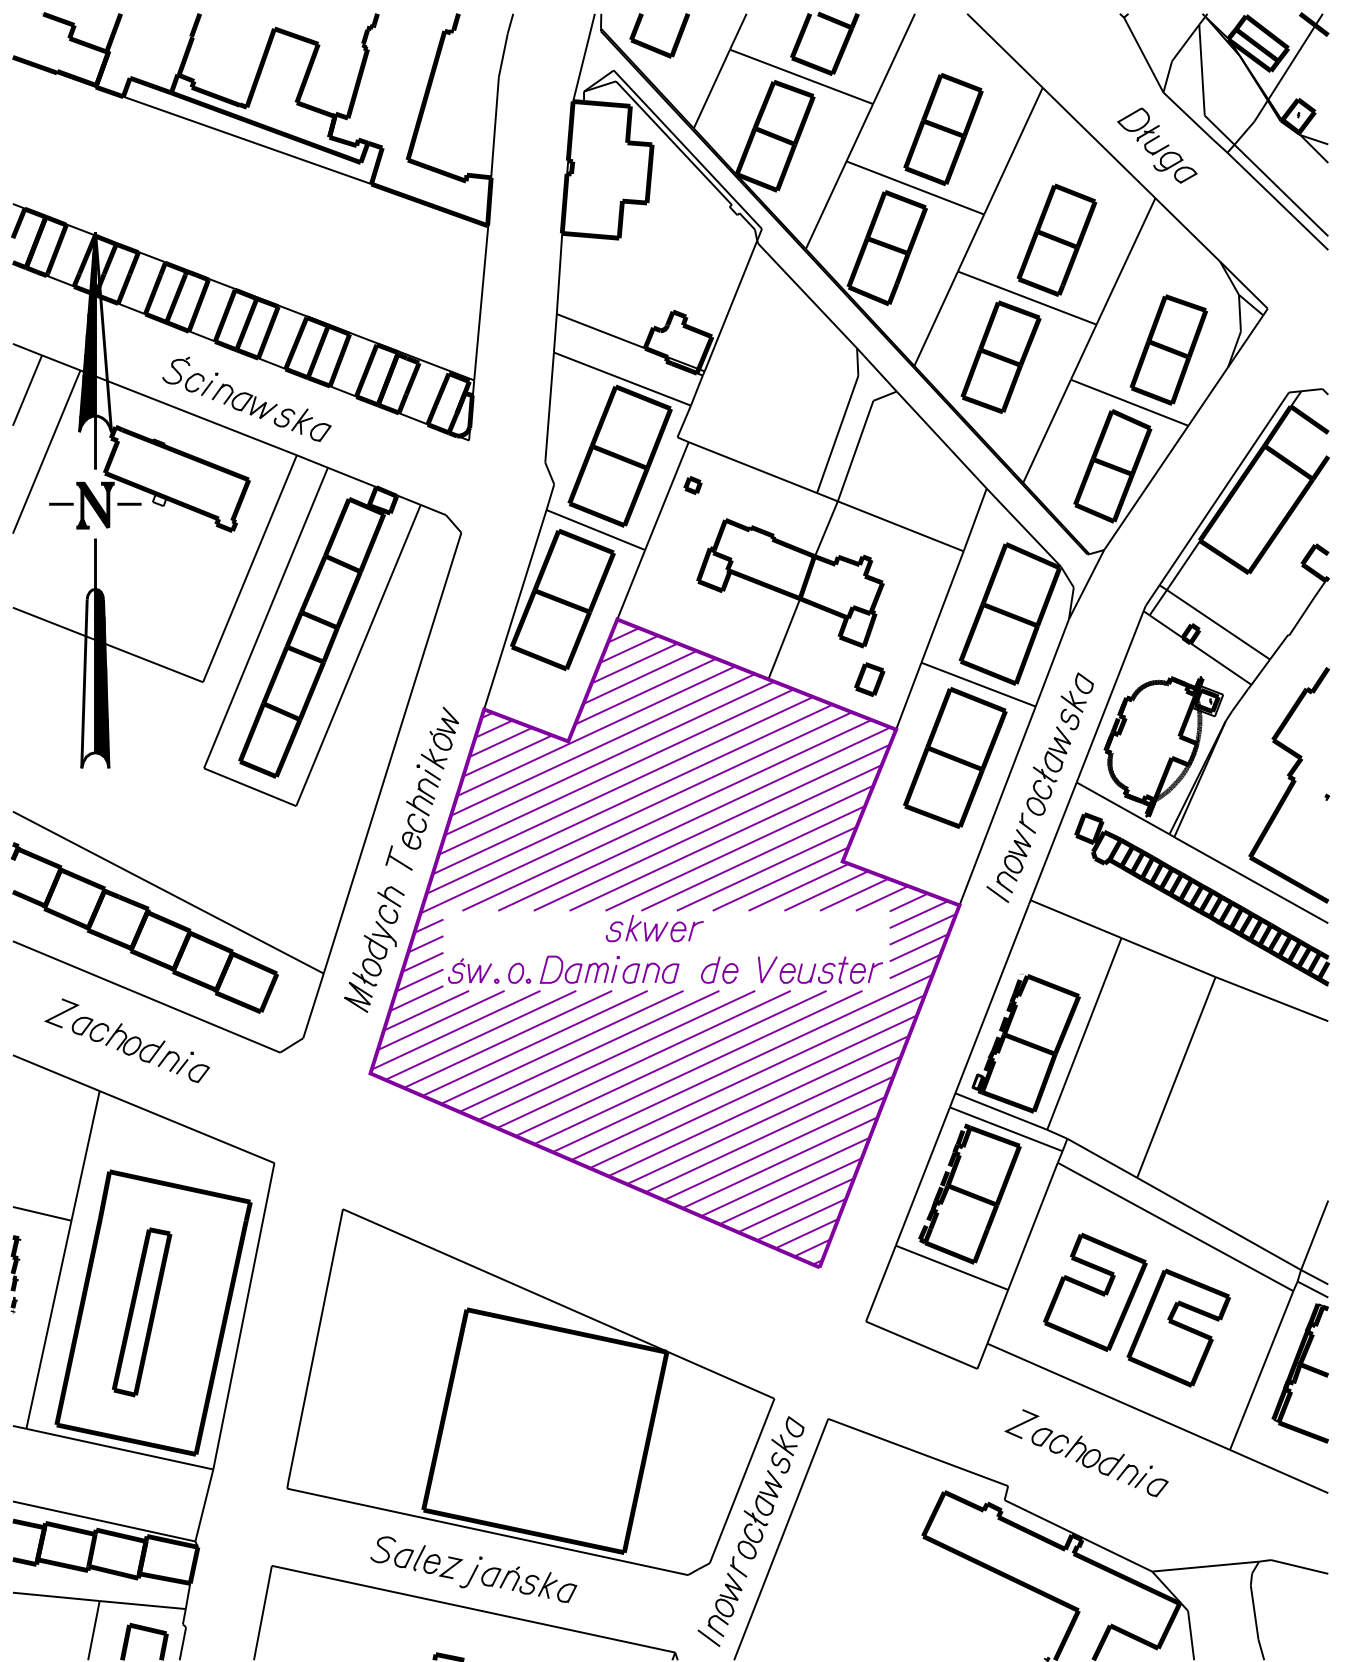 Długa
Ścinawska
N
Inowrocławska
Młodych Techników
skwer
św.o.Damiana de Veuster
Zachodnia
Zachodnia
Inowrocławska
Salezjańska